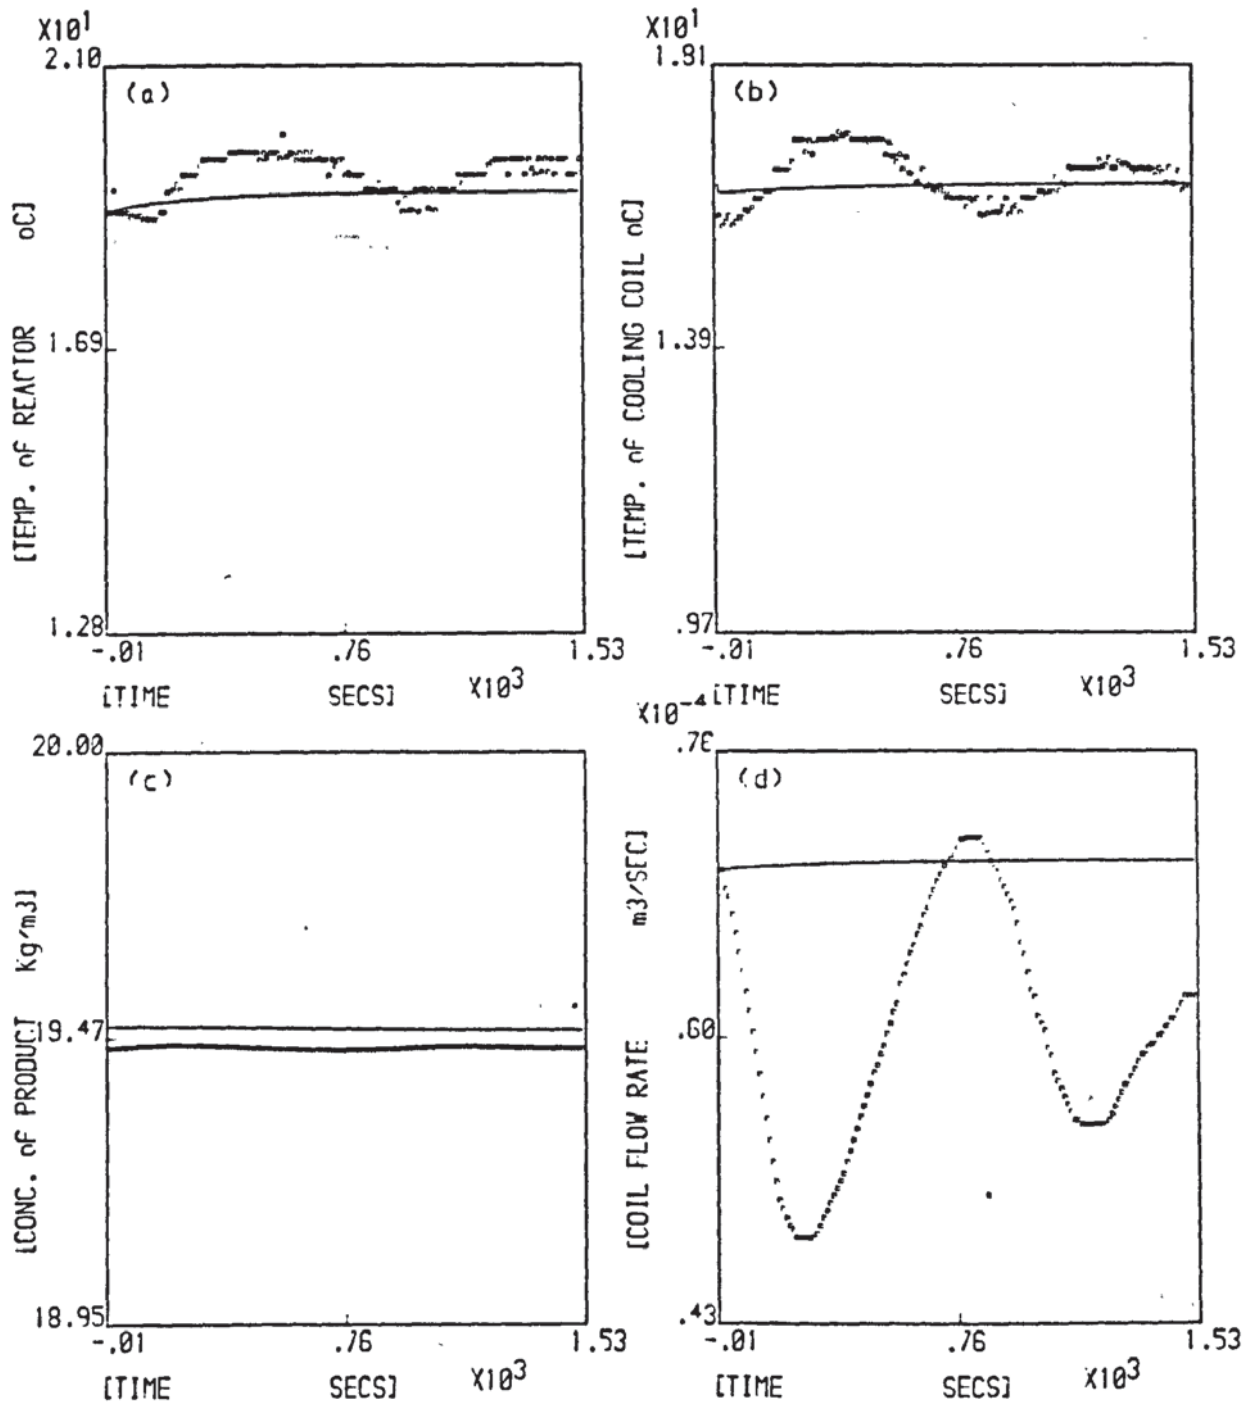 X10¹ X10¹
2.10 1.81
(a) (b)
[TEMP. of REACTOR oC] [TEMP. of COOLING COIL oC]
1.69 1.39
1.28 .97
-.01 .76 1.53 -.01 .76 1.53
[TIME SECS] X10³ [TIME SECS] X10³
X10⁻⁴
20.00 .76
(c) (d)
[CONC. of PRODUCT Kg/m3] [COIL FLOW RATE m3/SEC]
19.47 .60
18.95 .43
-.01 .76 1.53 -.01 .76 1.53
[TIME SECS] X10³ [TIME SECS] X10³